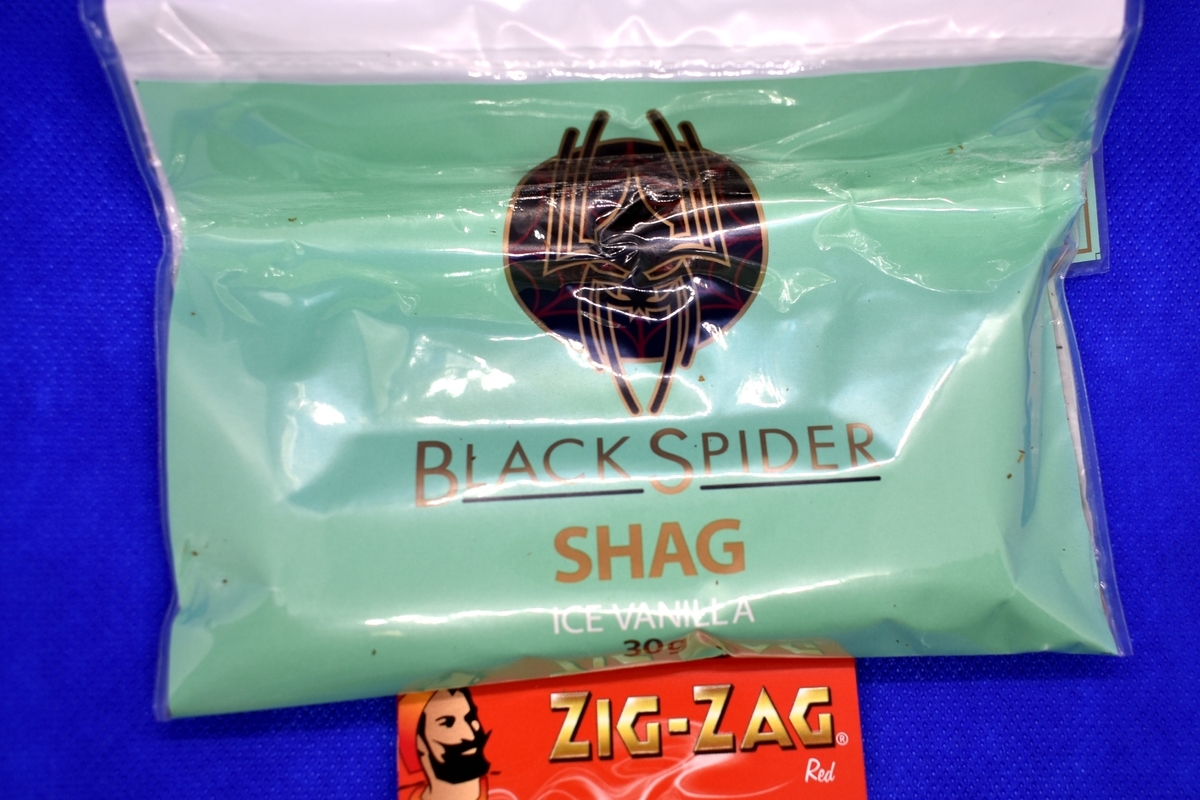 BLACK SPIDER
SHAG
ICE VANILLA
30g
ZIG-ZAG®
Red